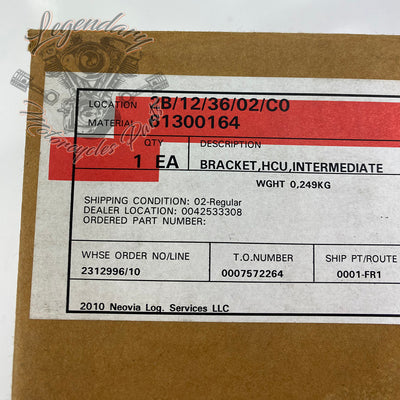 Legendary
Motorcycles Parts
LOCATION 2B/12/36/02/C0
MATERIAL 61300164
QTY DESCRIPTION
1 EA BRACKET,HCU,INTERMEDIATE
WGHT 0,249KG
SHIPPING CONDITION: 02-Regular
DEALER LOCATION: 0042533308
ORDERED PART NUMBER:
WHSE ORDER NO/LINE T.O.NUMBER SHIP PT/ROUTE
2312996/10 0007572264 0001-FR1
2010 Neovia Log. Services LLC